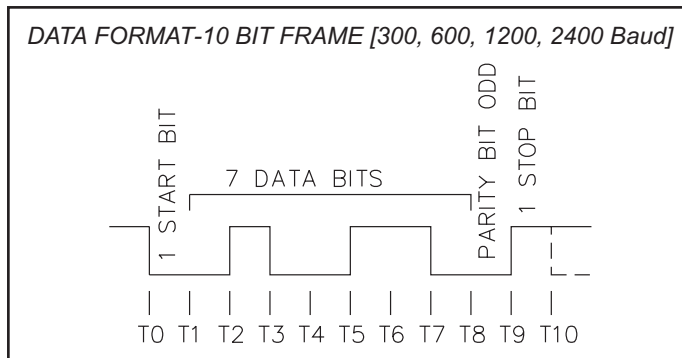 DATA FORMAT-10 BIT FRAME [300, 600, 1200, 2400 Baud]
1 START BIT
7 DATA BITS
PARITY BIT ODD
1 STOP BIT
T0 T1 T2 T3 T4 T5 T6 T7 T8 T9 T10